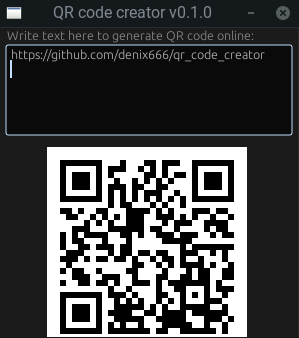 QR code creator v0.1.0
Write text here to generate QR code online:
https://github.com/denix666/qr_code_creator